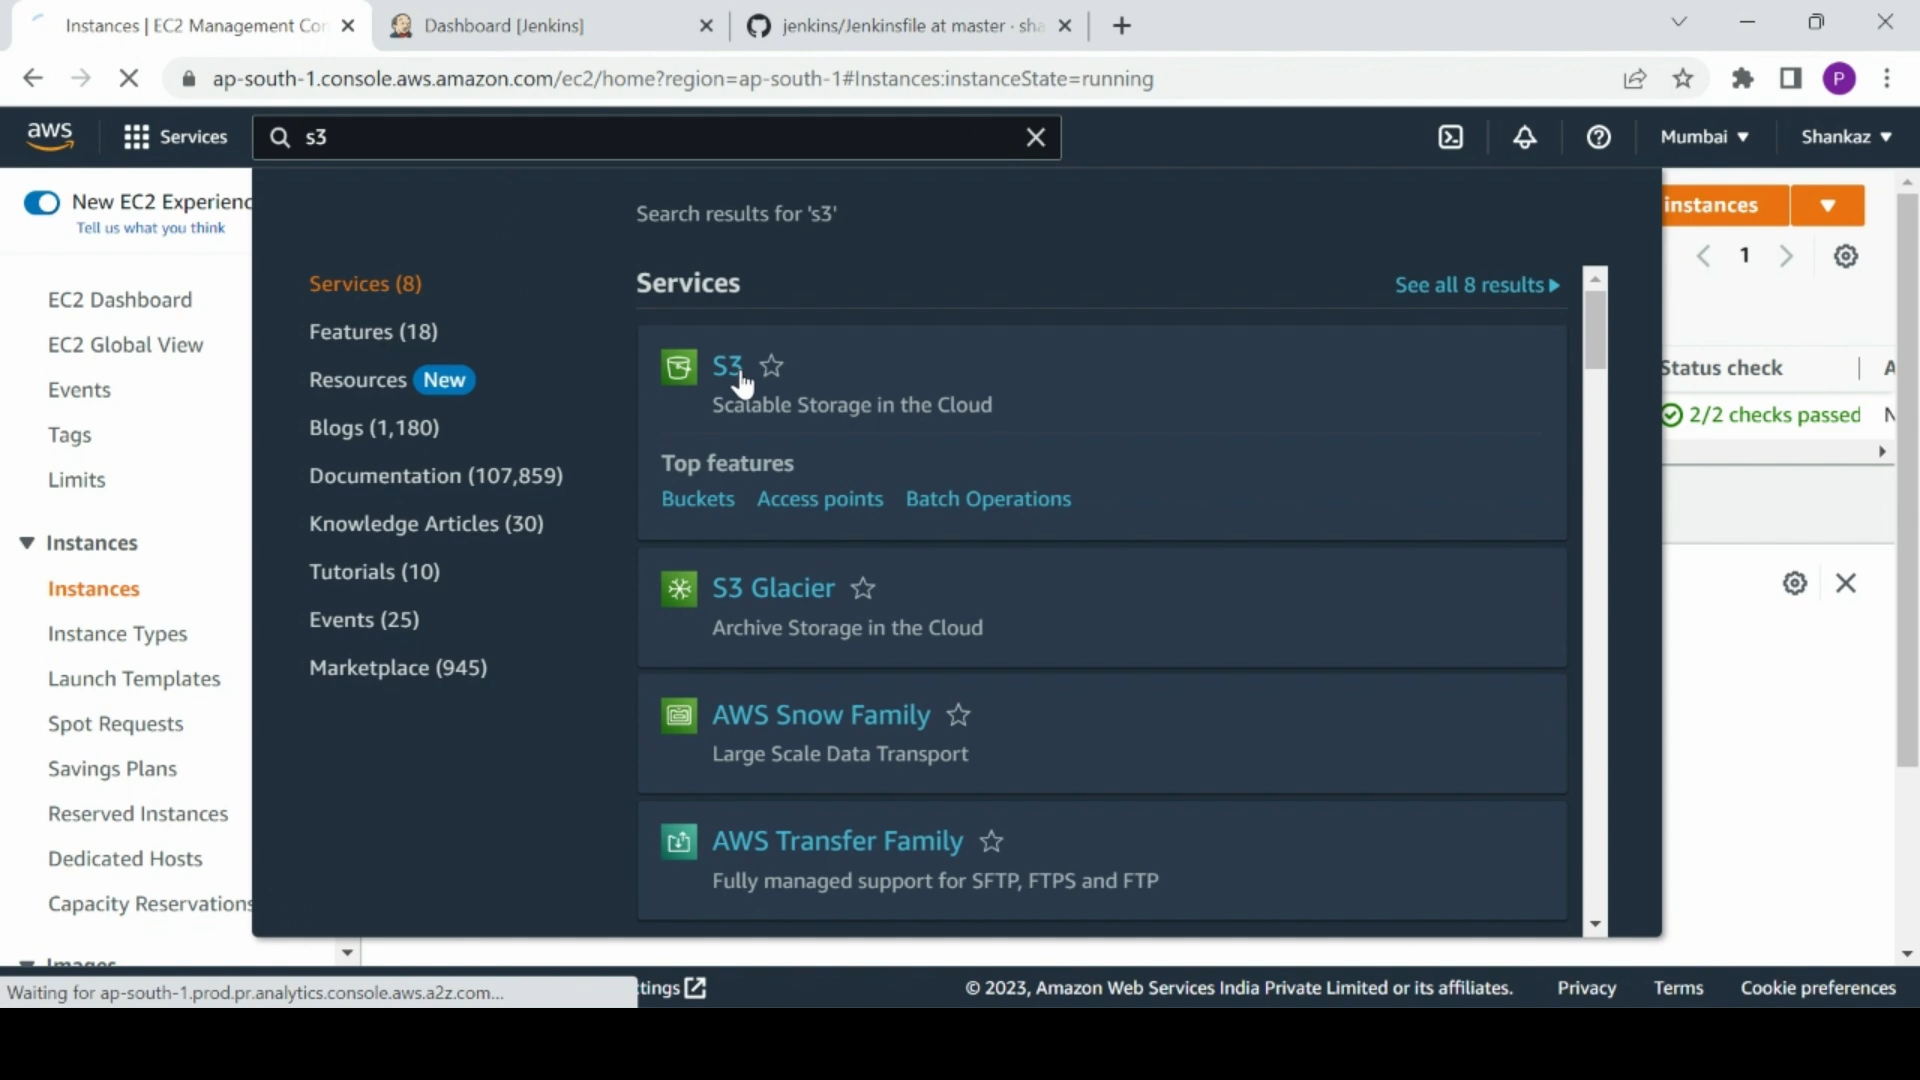 Instances | EC2 Management Cor
Dashboard [Jenkins]
jenkins/Jenkinsfile at master · sha
ap-south-1.console.aws.amazon.com/ec2/home?region=ap-south-1#Instances:instanceState=running
P
aws
Services
s3
Mumbai
Shankaz
New EC2 Experienc
Tell us what you think
EC2 Dashboard
EC2 Global View
Events
Tags
Limits
Instances
Instances
Instance Types
Launch Templates
Spot Requests
Savings Plans
Reserved Instances
Dedicated Hosts
Capacity Reservations
Images
Search results for 's3'
Services (8)
Features (18)
Resources New
Blogs (1,180)
Documentation (107,859)
Knowledge Articles (30)
Tutorials (10)
Events (25)
Marketplace (945)
Services
See all 8 results
S3
Scalable Storage in the Cloud
Top features
Buckets Access points Batch Operations
S3 Glacier
Archive Storage in the Cloud
AWS Snow Family
Large Scale Data Transport
AWS Transfer Family
Fully managed support for SFTP, FTPS and FTP
instances
1
Status check A
2/2 checks passed N
Waiting for ap-south-1.prod.pr.analytics.console.aws.a2z.com...
tings
© 2023, Amazon Web Services India Private Limited or its affiliates.
Privacy
Terms
Cookie preferences